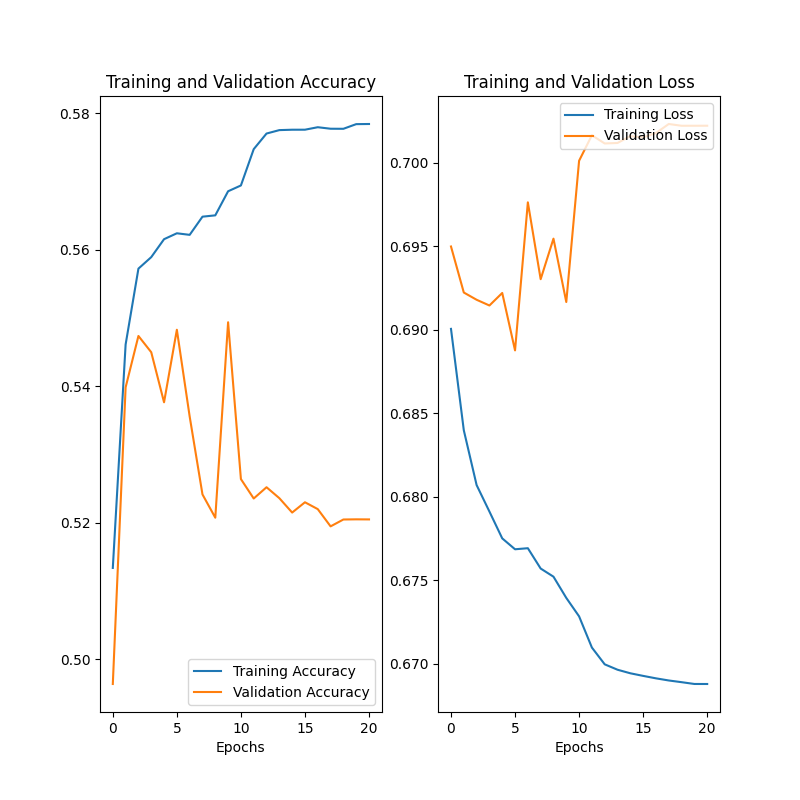 Training and Validation Accuracy
0.58
0.56
0.54
0.52
0.50
Training Accuracy
Validation Accuracy
0 5 10 15 20
Epochs
Training and Validation Loss
Training Loss
Validation Loss
0.700
0.695
0.690
0.685
0.680
0.675
0.670
0 5 10 15 20
Epochs